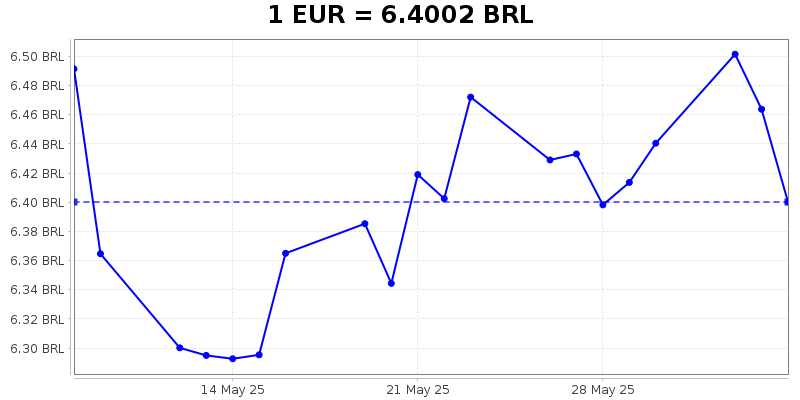 1 EUR = 6.4002 BRL
6.50 BRL
6.48 BRL
6.46 BRL
6.44 BRL
6.42 BRL
6.40 BRL
6.38 BRL
6.36 BRL
6.34 BRL
6.32 BRL
6.30 BRL
14 May 25
21 May 25
28 May 25